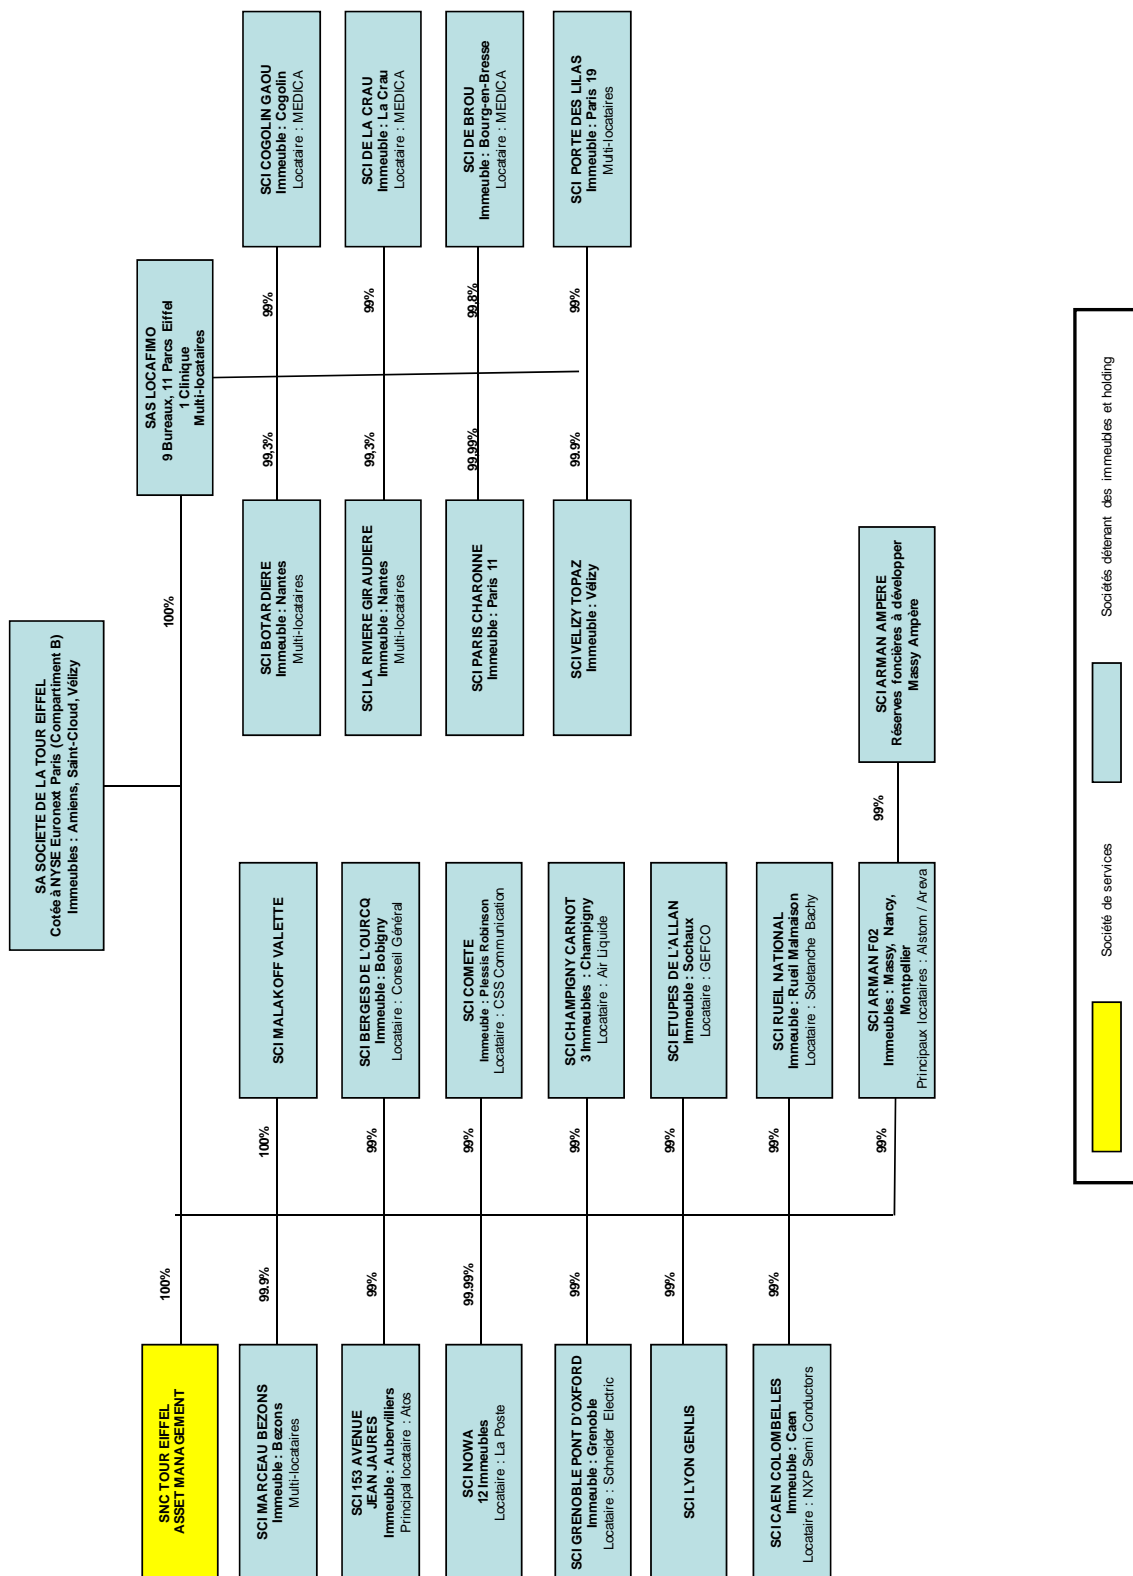 SA SOCIETE DE LA TOUR EIFFEL
Cotée à NYSE Euronext Paris (Compartiment B)
Immeubles : Amiens, Saint-Cloud, Vélizy
100%
100%
SNC TOUR EIFFEL
ASSET MANAGEMENT
SAS LOCAFIMO
9 Bureaux, 11 Parcs Eiffel
1 Clinique
Multi-locataires
SCI MARCEAU BEZONS
Immeuble : Bezons
Multi-locataires
99.9%
100%
SCI MALAKOFF VALETTE
SCI BOTARDIERE
Immeuble : Nantes
Multi-locataires
99,3%
99%
SCI COGOLIN GAOU
Immeuble : Cogolin
Locataire : MEDICA
SCI 153 AVENUE
JEAN JAURES
Immeuble : Aubervilliers
Principal locataire : Atos
99%
99%
SCI BERGES DE L'OURCQ
Immeuble : Bobigny
Locataire : Conseil Général
SCI LA RIVIERE GIRAUDIERE
Immeuble : Nantes
Multi-locataires
99,3%
99%
SCI DE LA CRAU
Immeuble : La Crau
Locataire : MEDICA
SCI NOWA
12 Immeubles
Locataire : La Poste
99.99%
99%
SCI COMETE
Immeuble : Plessis Robinson
Locataire : CSS Communication
SCI PARIS CHARONNE
Immeuble : Paris 11
99.99%
99.8%
SCI DE BROU
Immeuble : Bourg-en-Bresse
Locataire : MEDICA
SCI GRENOBLE PONT D'OXFORD
Immeuble : Grenoble
Locataire : Schneider Electric
99%
99%
SCI CHAMPIGNY CARNOT
3 Immeubles : Champigny
Locataire : Air Liquide
SCI VELIZY TOPAZ
Immeuble : Vélizy
99.9%
99%
SCI PORTE DES LILAS
Immeuble : Paris 19
Multi-locataires
SCI LYON GENLIS
99%
99%
SCI ETUPES DE L'ALLAN
Immeuble : Sochaux
Locataire : GEFCO
SCI CAEN COLOMBELLES
Immeuble : Caen
Locataire : NXP Semi Conductors
99%
99%
SCI RUEIL NATIONAL
Immeuble : Rueil Malmaison
Locataire : Soletanche Bachy
99%
SCI ARMAN F02
Immeubles : Massy, Nancy,
Montpellier
Principaux locataires : Alstom / Areva
99%
SCI ARMAN AMPERE
Réserves foncières à développer
Massy Ampère
Société de services
Sociétés détenant des immeubles et holding